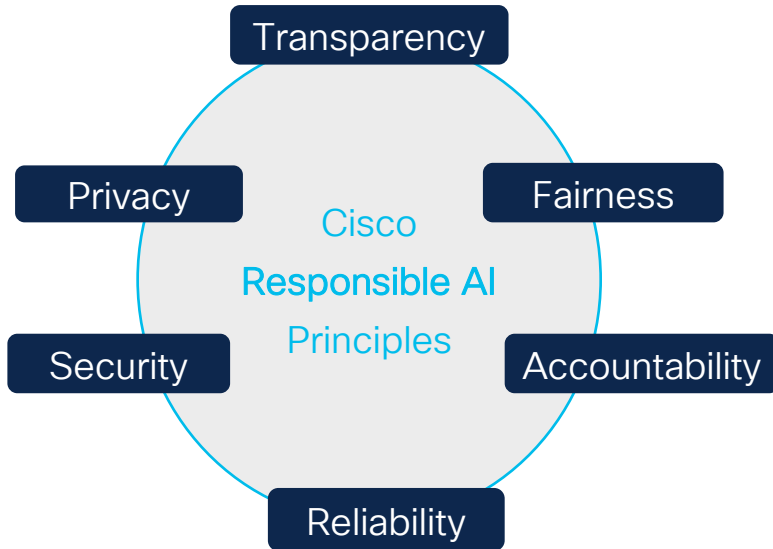 Transparency
Privacy
Fairness
Cisco
Responsible AI
Principles
Security
Accountability
Reliability